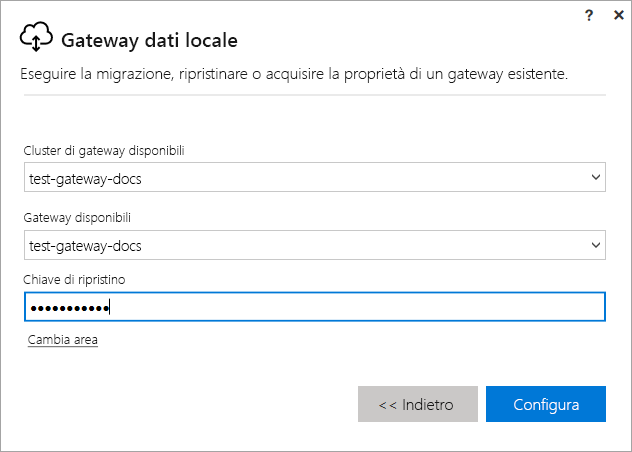 ?
Gateway dati locale
Eseguire la migrazione, ripristinare o acquisire la proprietà di un gateway esistente.
Cluster di gateway disponibili
test-gateway-docs
Gateway disponibili
test-gateway-docs
Chiave di ripristino
•••••••••••
Cambia area
<< Indietro
Configura